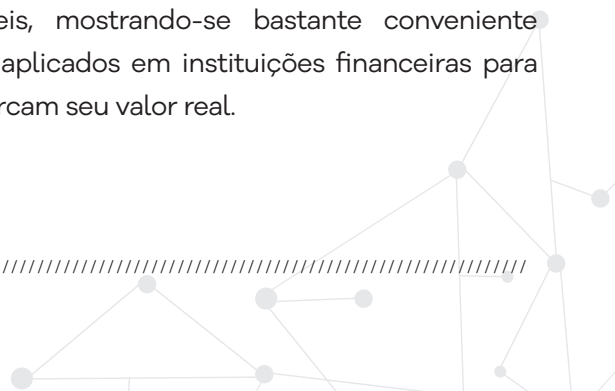 eis, mostrando-se bastante conveniente
aplicados em instituições financeiras para
rcam seu valor real.
////////////////////////////////////////////////////////////